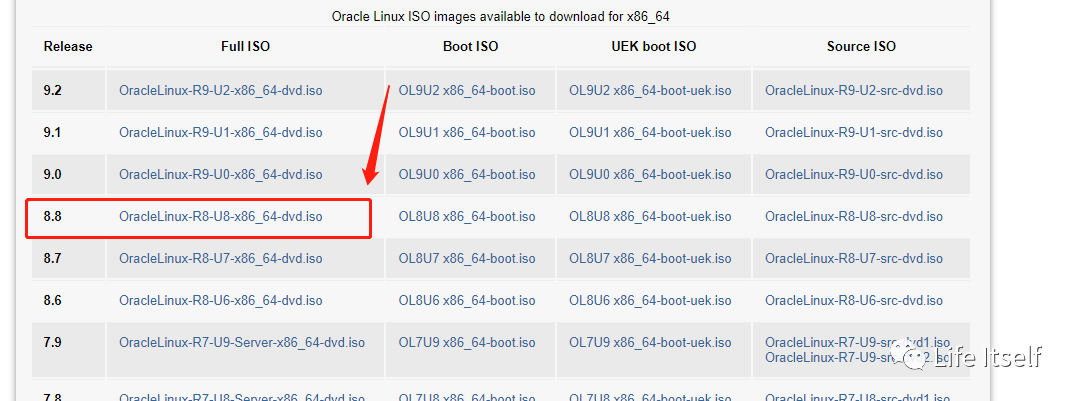 Oracle Linux ISO images available to download for x86_64
Release Full ISO Boot ISO UEK boot ISO Source ISO
9.2 OracleLinux-R9-U2-x86_64-dvd.iso OL9U2 x86_64-boot.iso OL9U2 x86_64-boot-uek.iso OracleLinux-R9-U2-src-dvd.iso
9.1 OracleLinux-R9-U1-x86_64-dvd.iso OL9U1 x86_64-boot.iso OL9U1 x86_64-boot-uek.iso OracleLinux-R9-U1-src-dvd.iso
9.0 OracleLinux-R9-U0-x86_64-dvd.iso OL9U0 x86_64-boot.iso OL9U0 x86_64-boot-uek.iso OracleLinux-R9-U0-src-dvd.iso
8.8 OracleLinux-R8-U8-x86_64-dvd.iso OL8U8 x86_64-boot.iso OL8U8 x86_64-boot-uek.iso OracleLinux-R8-U8-src-dvd.iso
8.7 OracleLinux-R8-U7-x86_64-dvd.iso OL8U7 x86_64-boot.iso OL8U7 x86_64-boot-uek.iso OracleLinux-R8-U7-src-dvd.iso
8.6 OracleLinux-R8-U6-x86_64-dvd.iso OL8U6 x86_64-boot.iso OL8U6 x86_64-boot-uek.iso OracleLinux-R8-U6-src-dvd.iso
7.9 OracleLinux-R7-U9-Server-x86_64-dvd.iso OL7U9 x86_64-boot.iso OL7U9 x86_64-boot-uek.iso OracleLinux-R7-U9-src-dvd1.iso
OracleLinux-R7-U9-src-dvd2.iso
Life Itself
7.8 OracleLinux-R7-U8-Server-x86_64-dvd.iso OL7U8 x86_64-boot.iso OL7U8 x86_64-boot-uek.iso OracleLinux-R7-U8-src-dvd1.iso